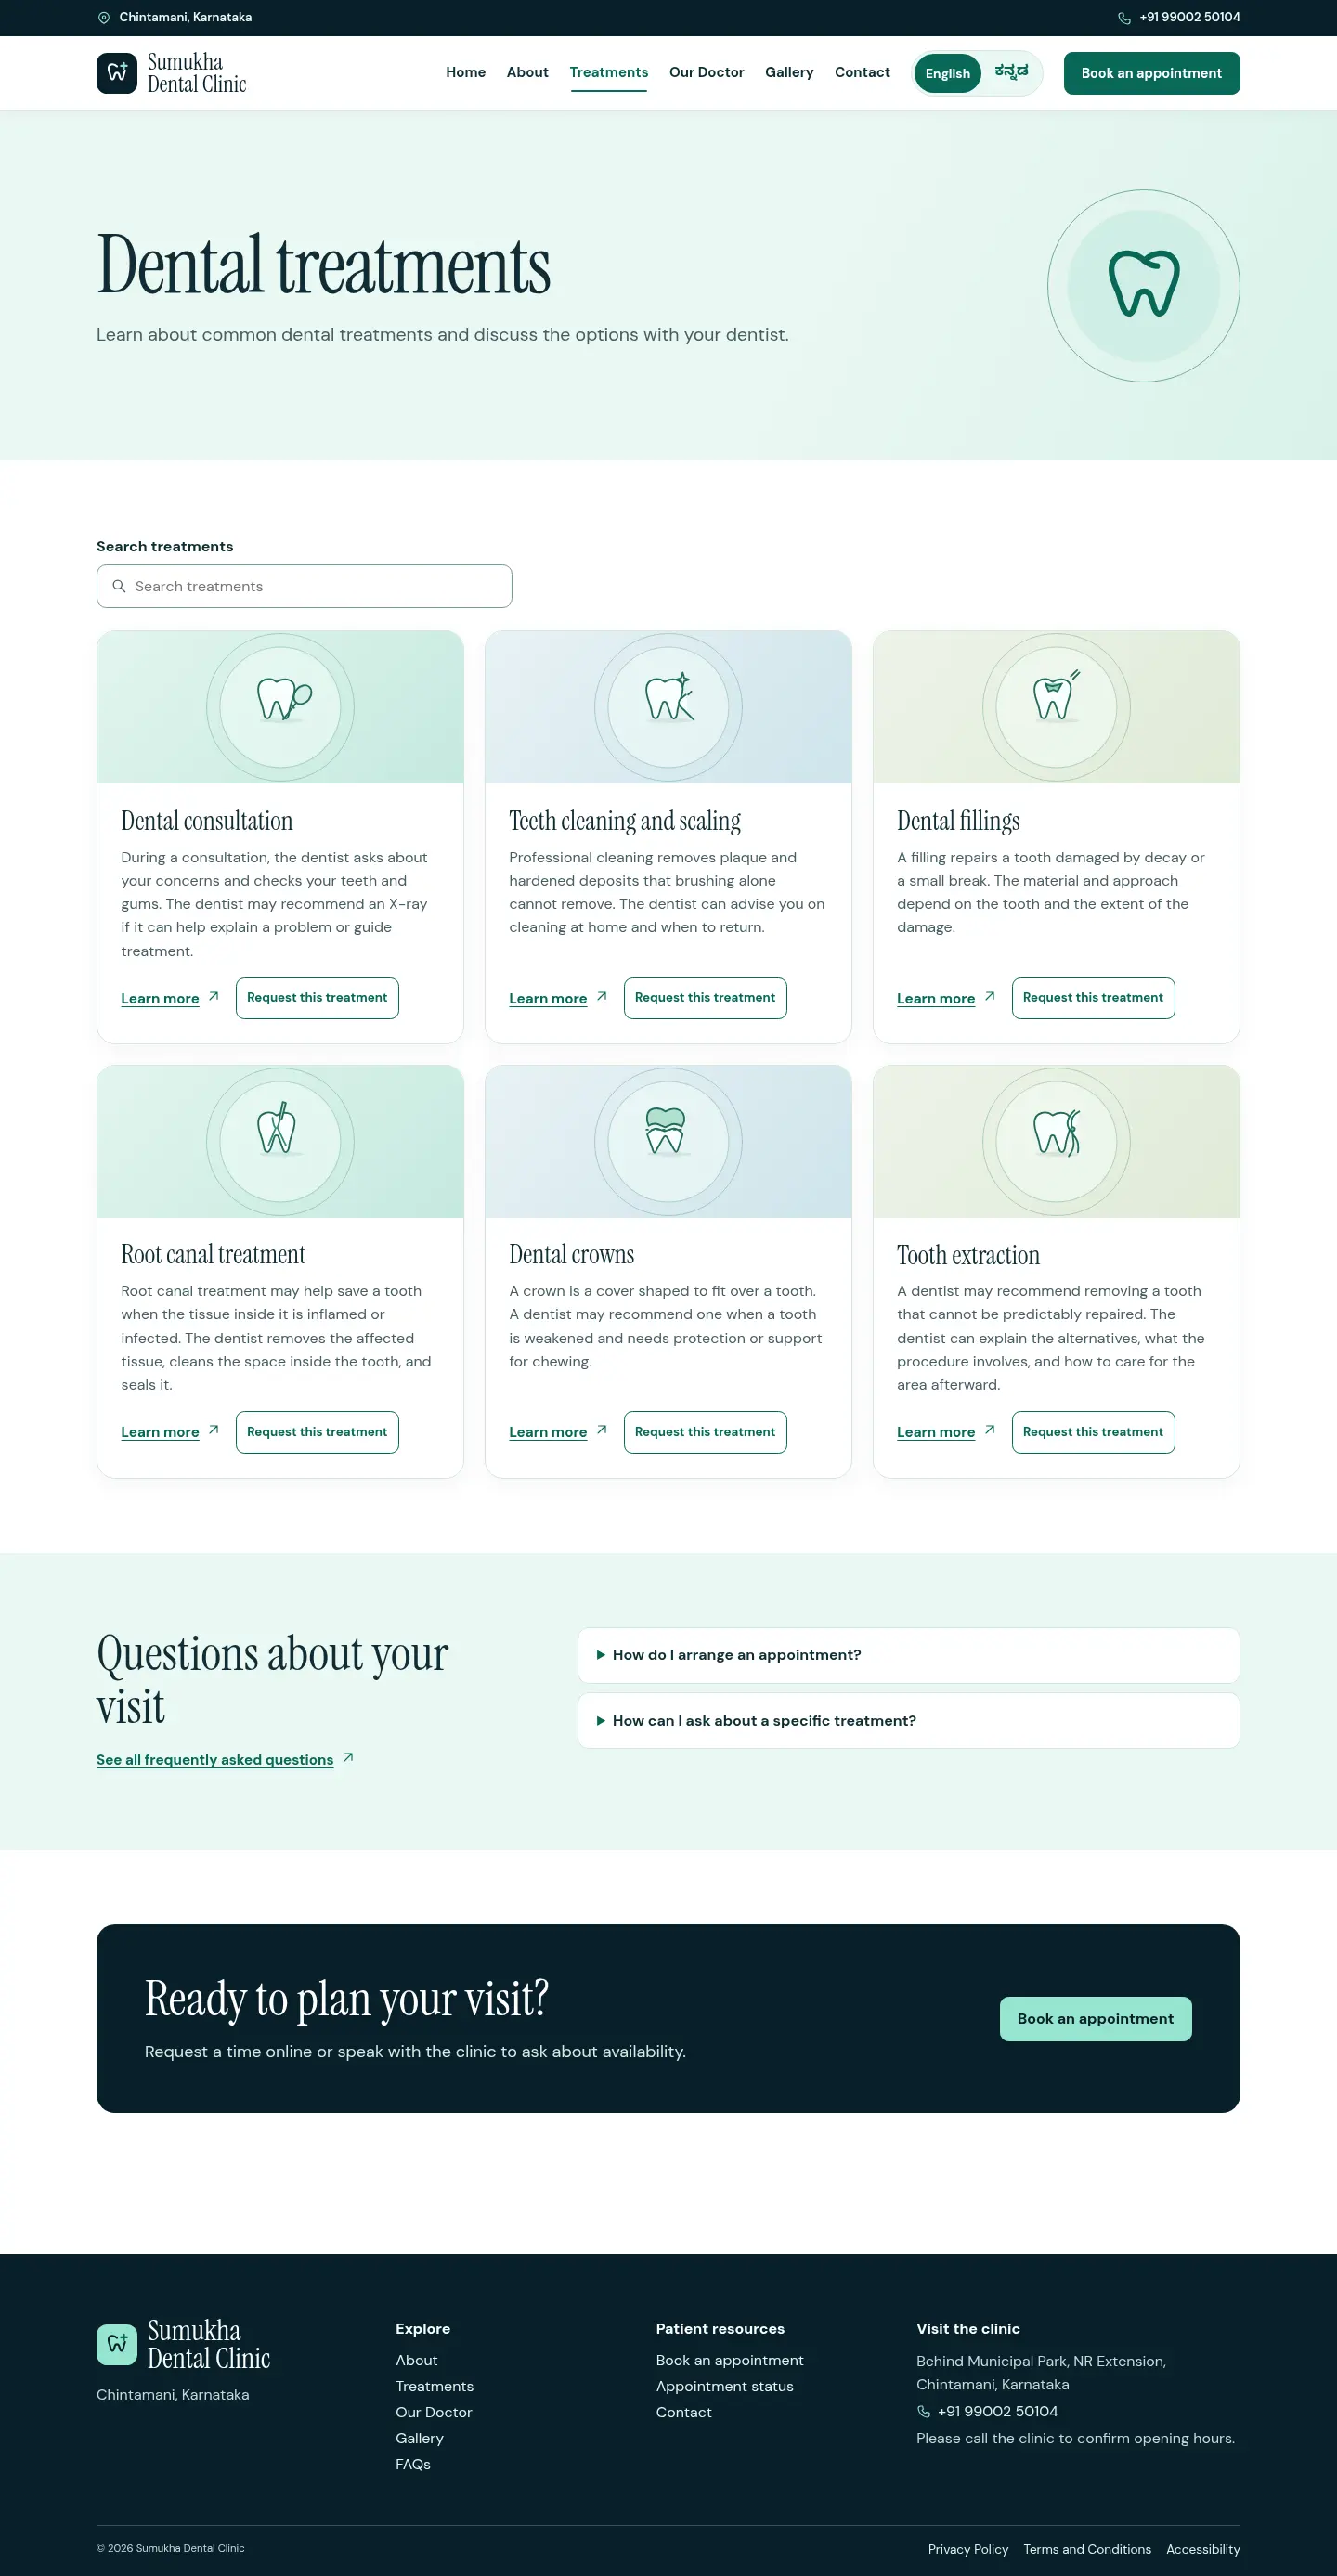 Chintamani, Karnataka
+91 99002 50104
Sumukha
Dental Clinic
Home About Treatments Our Doctor Gallery Contact English ಕನ್ನಡ Book an appointment
Dental treatments
Learn about common dental treatments and discuss the options with your dentist.
Search treatments
Search treatments
Dental consultation
During a consultation, the dentist asks about
your concerns and checks your teeth and
gums. The dentist may recommend an X-ray
if it can help explain a problem or guide
treatment.
Learn more Request this treatment
Teeth cleaning and scaling
Professional cleaning removes plaque and
hardened deposits that brushing alone
cannot remove. The dentist can advise you on
cleaning at home and when to return.
Learn more Request this treatment
Dental fillings
A filling repairs a tooth damaged by decay or
a small break. The material and approach
depend on the tooth and the extent of the
damage.
Learn more Request this treatment
Root canal treatment
Root canal treatment may help save a tooth
when the tissue inside it is inflamed or
infected. The dentist removes the affected
tissue, cleans the space inside the tooth, and
seals it.
Learn more Request this treatment
Dental crowns
A crown is a cover shaped to fit over a tooth.
A dentist may recommend one when a tooth
is weakened and needs protection or support
for chewing.
Learn more Request this treatment
Tooth extraction
A dentist may recommend removing a tooth
that cannot be predictably repaired. The
dentist can explain the alternatives, what the
procedure involves, and how to care for the
area afterward.
Learn more Request this treatment
Questions about your
visit
See all frequently asked questions
How do I arrange an appointment?
How can I ask about a specific treatment?
Ready to plan your visit?
Request a time online or speak with the clinic to ask about availability.
Book an appointment
Sumukha
Dental Clinic
Chintamani, Karnataka
Explore
About
Treatments
Our Doctor
Gallery
FAQs
Patient resources
Book an appointment
Appointment status
Contact
Visit the clinic
Behind Municipal Park, NR Extension,
Chintamani, Karnataka
+91 99002 50104
Please call the clinic to confirm opening hours.
© 2026 Sumukha Dental Clinic
Privacy Policy Terms and Conditions Accessibility